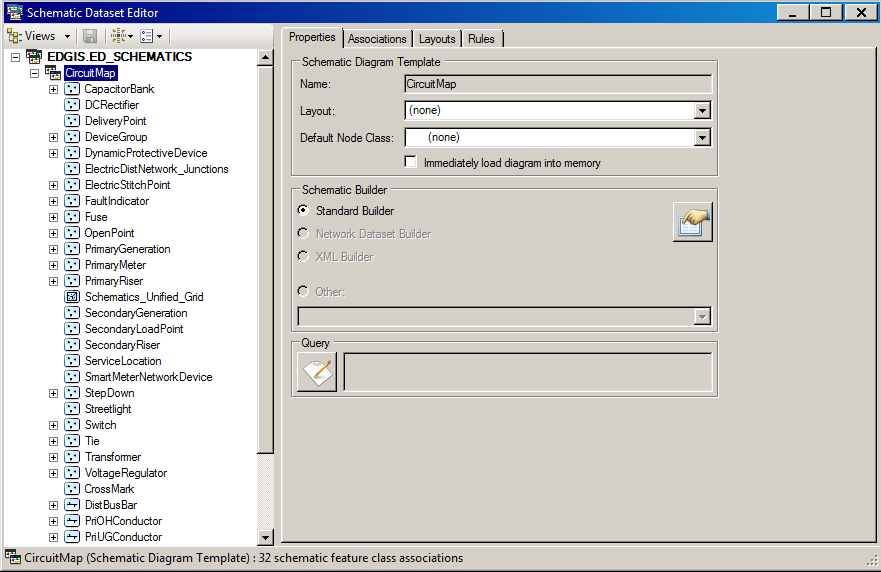 Schematic Dataset Editor
Views
EDGIS.ED_SCHEMATICS
CircuitMap
CapacitorBank
DCRectifier
DeliveryPoint
DeviceGroup
DynamicProtectiveDevice
ElectricDistNetwork_Junctions
ElectricStitchPoint
FaultIndicator
Fuse
OpenPoint
PrimaryGeneration
PrimaryMeter
PrimaryRiser
Schematics_Unified_Grid
SecondaryGeneration
SecondaryLoadPoint
SecondaryRiser
ServiceLocation
SmartMeterNetworkDevice
StepDown
Streetlight
Switch
Tie
Transformer
VoltageRegulator
CrossMark
DistBusBar
PriOHConductor
PriUGConductor
Properties Associations Layouts Rules
Schematic Diagram Template
Name: CircuitMap
Layout: (none)
Default Node Class: (none)
Immediately load diagram into memory
Schematic Builder
Standard Builder
Network Dataset Builder
XML Builder
Other:
Query
CircuitMap (Schematic Diagram Template) : 32 schematic feature class associations